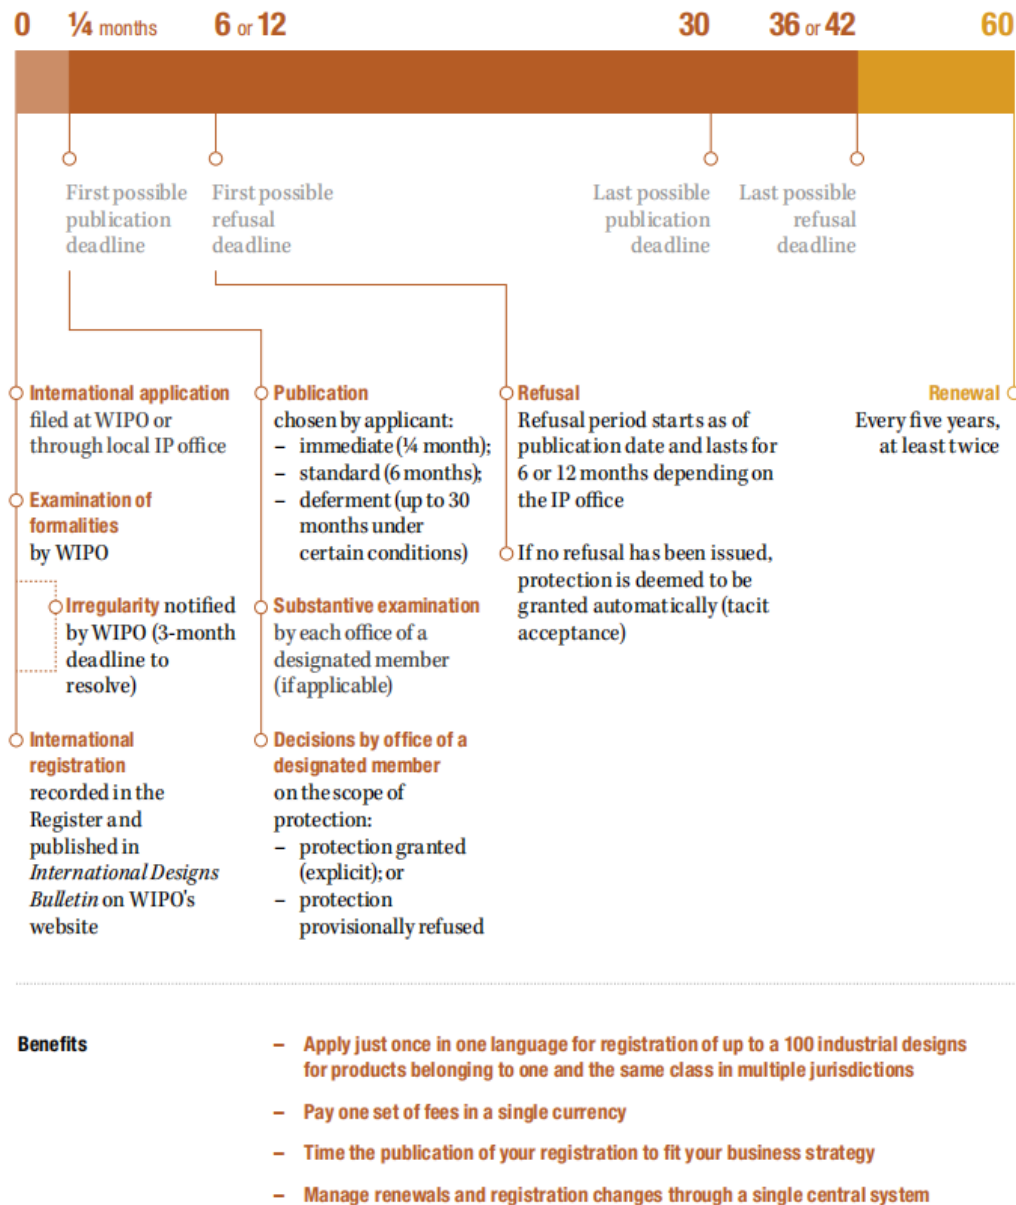 0 ¼ months 6 or 12 30 36 or 42 60
First possible
publication
deadline
First possible
refusal
deadline
Last possible
publication
deadline
Last possible
refusal
deadline
International application
filed at WIPO or
through local IP office
Examination of
formalities
by WIPO
Irregularity notified
by WIPO (3-month
deadline to
resolve)
International
registration
recorded in the
Register and
published in
International Designs
Bulletin on WIPO's
website
Publication
chosen by applicant:
– immediate (¼ month);
– standard (6 months);
– deferment (up to 30
months under
certain conditions)
Substantive examination
by each office of a
designated member
(if applicable)
Decisions by office of a
designated member
on the scope of
protection:
– protection granted
(explicit); or
– protection
provisionally refused
Refusal
Refusal period starts as of
publication date and lasts for
6 or 12 months depending on
the IP office
If no refusal has been issued,
protection is deemed to be
granted automatically (tacit
acceptance)
Renewal
Every five years,
at least twice
Benefits
– Apply just once in one language for registration of up to a 100 industrial designs
for products belonging to one and the same class in multiple jurisdictions
– Pay one set of fees in a single currency
– Time the publication of your registration to fit your business strategy
– Manage renewals and registration changes through a single central system